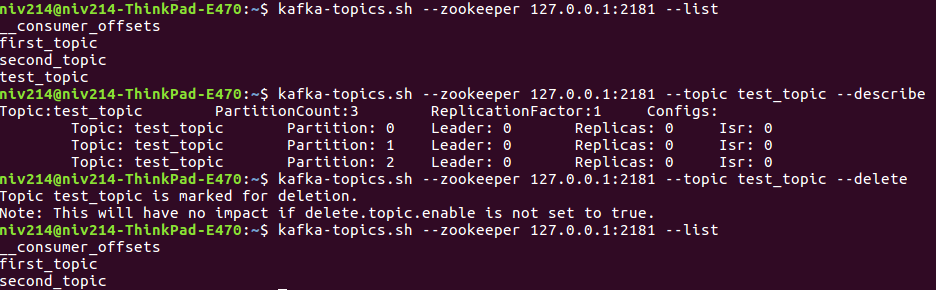 niv214@niv214-ThinkPad-E470:~$ kafka-topics.sh --zookeeper 127.0.0.1:2181 --list
__consumer_offsets
first_topic
second_topic
test_topic
niv214@niv214-ThinkPad-E470:~$ kafka-topics.sh --zookeeper 127.0.0.1:2181 --topic test_topic --describe
Topic:test_topic PartitionCount:3 ReplicationFactor:1 Configs:
Topic: test_topic Partition: 0 Leader: 0 Replicas: 0 Isr: 0
Topic: test_topic Partition: 1 Leader: 0 Replicas: 0 Isr: 0
Topic: test_topic Partition: 2 Leader: 0 Replicas: 0 Isr: 0
niv214@niv214-ThinkPad-E470:~$ kafka-topics.sh --zookeeper 127.0.0.1:2181 --topic test_topic --delete
Topic test_topic is marked for deletion.
Note: This will have no impact if delete.topic.enable is not set to true.
niv214@niv214-ThinkPad-E470:~$ kafka-topics.sh --zookeeper 127.0.0.1:2181 --list
__consumer_offsets
first_topic
second_topic